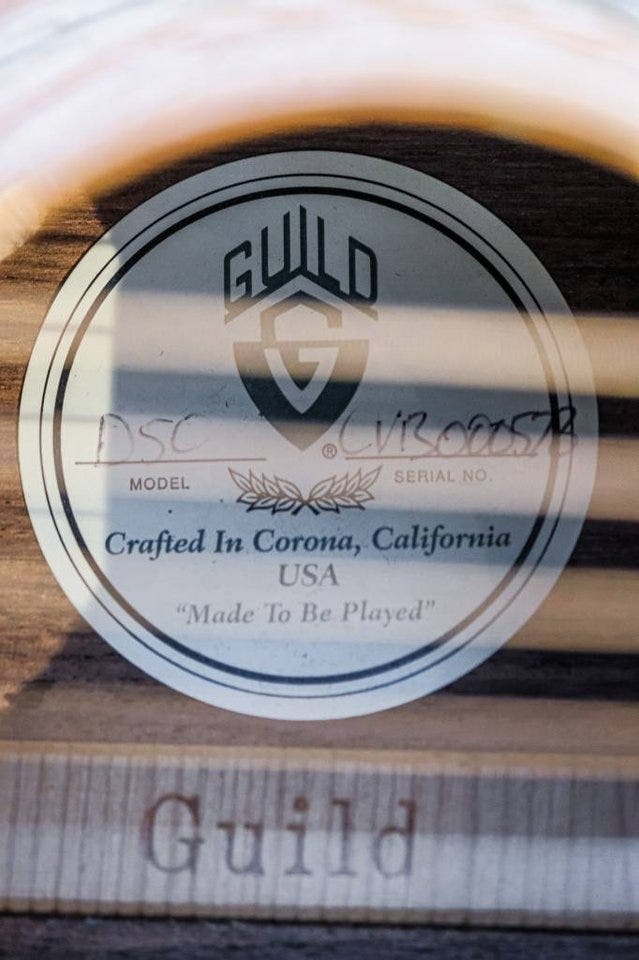 GUILD
G
®
DSC
MODEL
SERIAL NO.
Crafted In Corona, California
USA
“Made To Be Played”
Guild